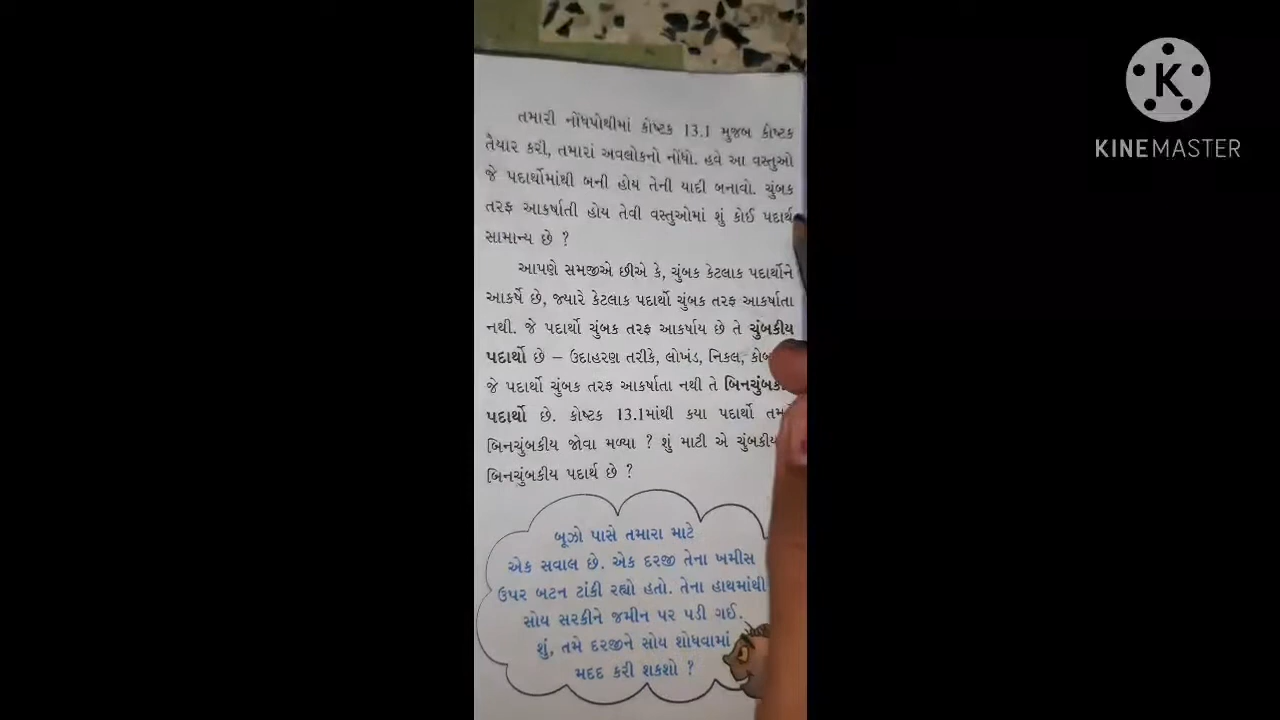 તમારી નોંધપોથીમાં કોષ્ટક 13.1 મુજબ કોષ્ટક
તૈયાર કરી, તમારાં અવલોકનો નોંધો. હવે આ વસ્તુઓ
જે પદાર્થોમાંથી બની હોય તેની યાદી બનાવો. ચુંબક
તરફ આકર્ષાતી હોય તેવી વસ્તુઓમાં શું કોઈ પદાર્થ
સામાન્ય છે ?
આપણે સમજીએ છીએ કે, ચુંબક કેટલાક પદાર્થોને
આકર્ષે છે, જ્યારે કેટલાક પદાર્થો ચુંબક તરફ આકર્ષાતા
નથી. જે પદાર્થો ચુંબક તરફ આકર્ષાય છે તે ચુંબકીય
પદાર્થો છે – ઉદાહરણ તરીકે, લોખંડ, નિકલ,
જે પદાર્થો ચુંબક તરફ આકર્ષાતા નથી તે
પદાર્થો છે. કોષ્ટક 13.1માંથી કયા પદાર્થો
બિનચુંબકીય જોવા મળ્યા ? શું માટી એ ચુંબકીય
બિનચુંબકીય પદાર્થ છે ?
બૂઝો પાસે તમારા માટે
એક સવાલ છે. એક દરજી તેના ખમીસ
ઉપર બટન ટાંકી રહ્યો હતો. તેના હાથમાંથી
સોય સરકીને જમીન પર પડી ગઈ.
શું, તમે દરજીને સોય શોધવામાં
મદદ કરી શકશો ?
K
KINEMASTER